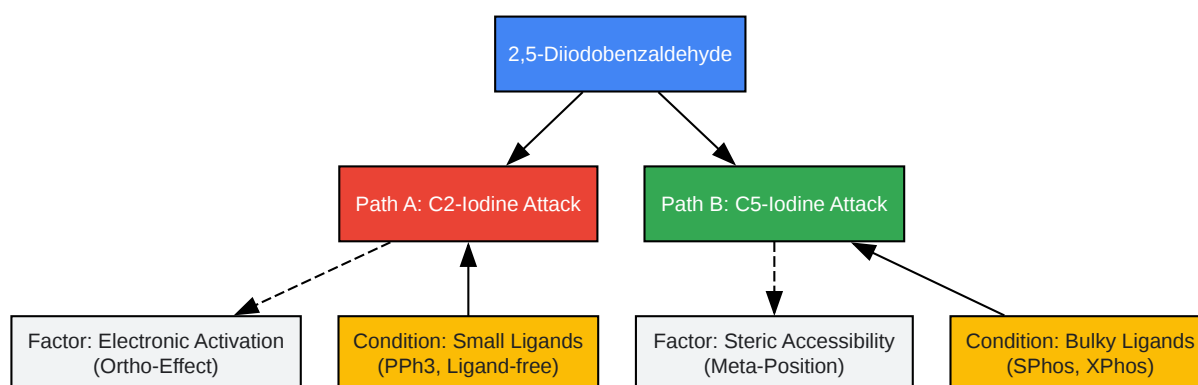 2,5-Diiodobenzaldehyde
Path A: C2-Iodine Attack
Path B: C5-Iodine Attack
Factor: Electronic Activation
(Ortho-Effect)
Condition: Small Ligands
(PPh3, Ligand-free)
Factor: Steric Accessibility
(Meta-Position)
Condition: Bulky Ligands
(SPhos, XPhos)